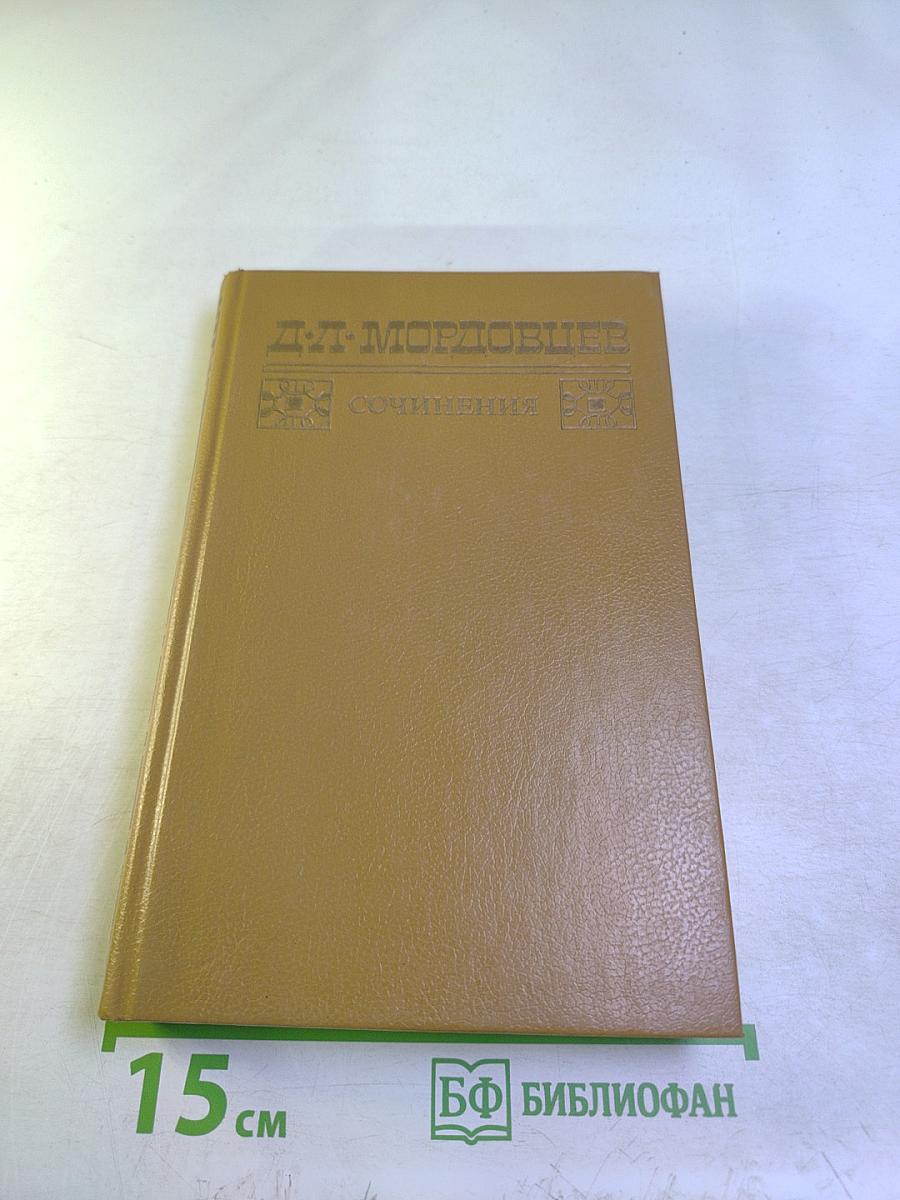 Д·Л·МОРДОВЦЕВ
СОЧИНЕНИЯ
15 см
БФ БИБЛИОФАН